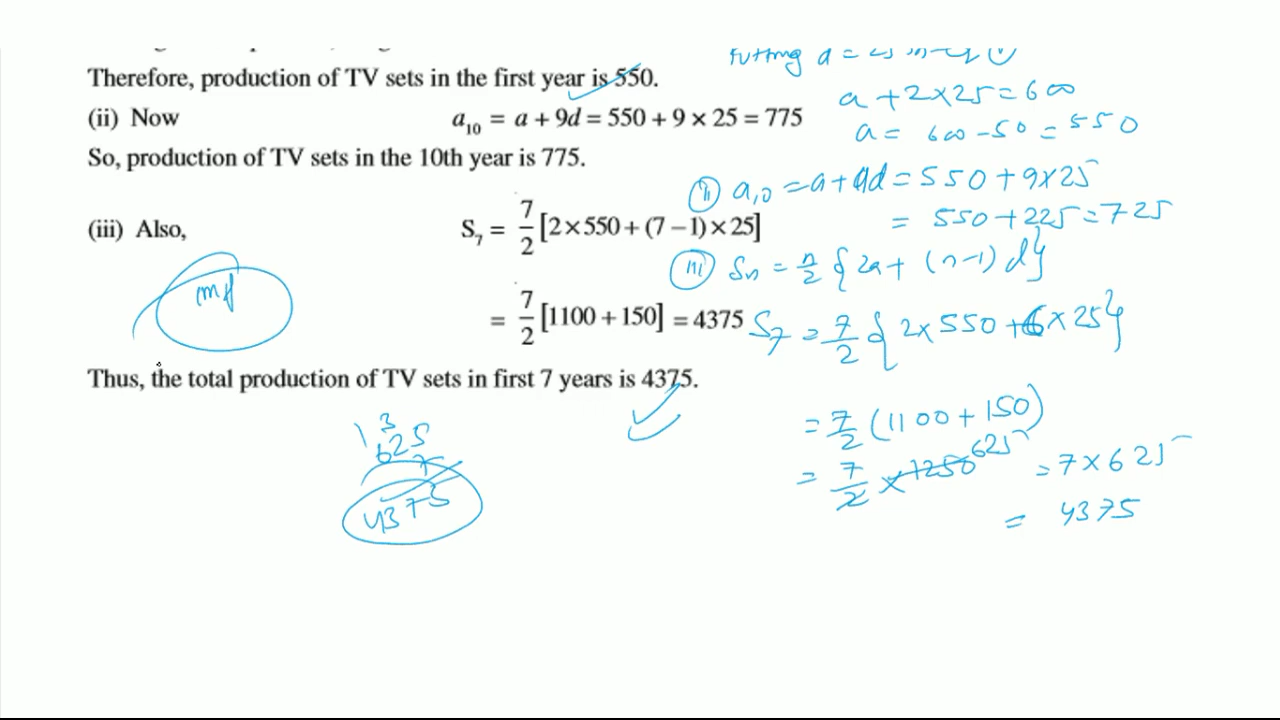 Therefore, production of TV sets in the first year is 550.
(ii) Now a₁₀ = a + 9d = 550 + 9 × 25 = 775
So, production of TV sets in the 10th year is 775.
(iii) Also, S₇ = 7/2 [2 × 550 + (7 – 1) × 25]
= 7/2 [1100 + 150] = 4375
Thus, the total production of TV sets in first 7 years is 4375.
a + 2×25 = 600
a = 600 - 50 = 550
(ii) a₁₀ = a + 9d = 550 + 9×25
= 550 + 225 = 725
(iii) Sn = n/2 {2a + (n-1) d}
S₇ = 7/2 {2×550 + 6×25}
= 7/2 (1100 + 150)
= 7/2 × 1250 625 = 7×625
= 4375
1 3
625
7
4375